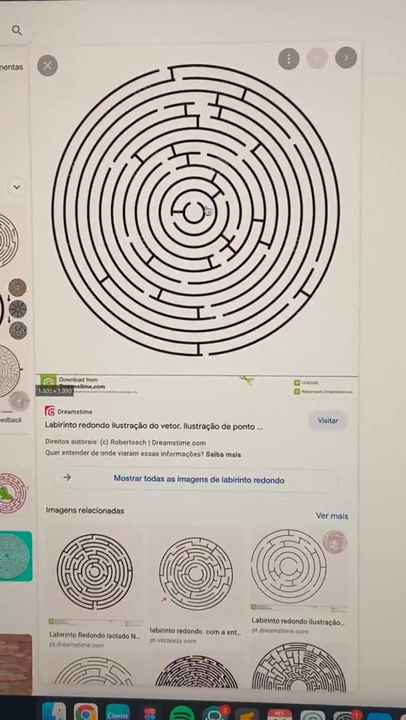 mentas
Download from
Dreamstime.com
1.300 × 1.390
edback
Dreamstime
Labirinto redondo ilustração do vetor. Ilustração de ponto ...
Visitar
Direitos autorais: (c) Robertosch | Dreamstime.com
Quer entender de onde vieram essas informações? Saiba mais
Mostrar todas as imagens de labirinto redondo
Imagens relacionadas
Ver mais
Labirinto Redondo Isolado N...
pt.dreamstime.com
labirinto redondo. com a ent...
pt.vecteezy.com
Labirinto redondo ilustração...
pt.dreamstime.com
Canva